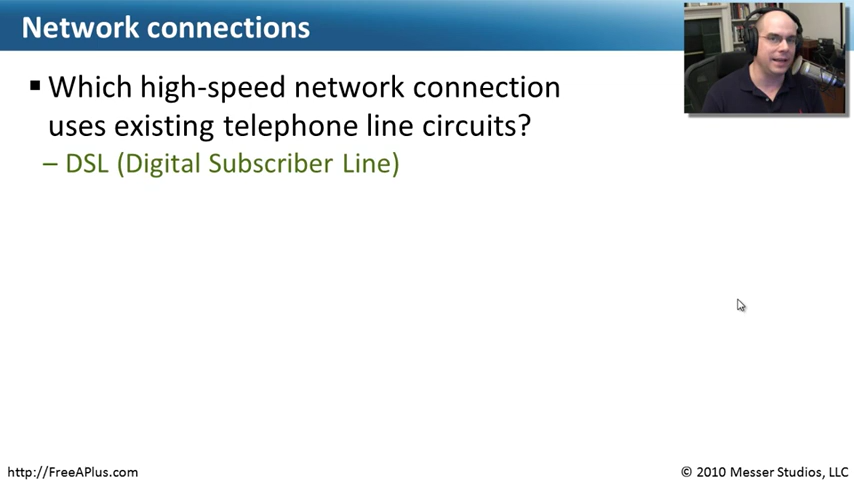 Network connections
▪ Which high-speed network connection
uses existing telephone line circuits?
– DSL (Digital Subscriber Line)
http://FreeAPlus.com
© 2010 Messer Studios, LLC